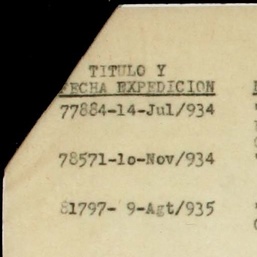 TITULO Y
FECHA EXPEDICION
77884-14-Jul/934
78571-1o-Nov/934
81797- 9-Agt/935